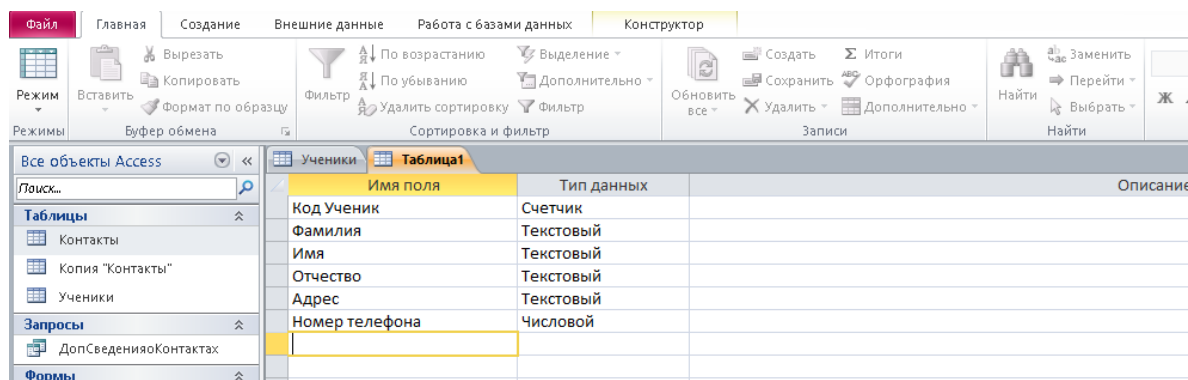 Файл Главная Создание Внешние данные Работа с базами данных Конструктор
Режим
Режимы
Вставить
Вырезать
Копировать
Формат по образцу
Буфер обмена
Фильтр
По возрастанию
По убыванию
Удалить сортировку
Выделение
Дополнительно
Фильтр
Сортировка и фильтр
Обновить
все
Создать
Сохранить
Удалить
Итоги
Орфография
Дополнительно
Записи
Найти
Заменить
Перейти
Выбрать
Найти
Ж
Все объекты Access
Поиск...
Таблицы
Контакты
Копия "Контакты"
Ученики
Запросы
ДопСведенияоКонтактах
Формы
Ученики Таблица1
Имя поля Тип данных Описание
Код Ученик Счетчик
Фамилия Текстовый
Имя Текстовый
Отчество Текстовый
Адрес Текстовый
Номер телефона Числовой